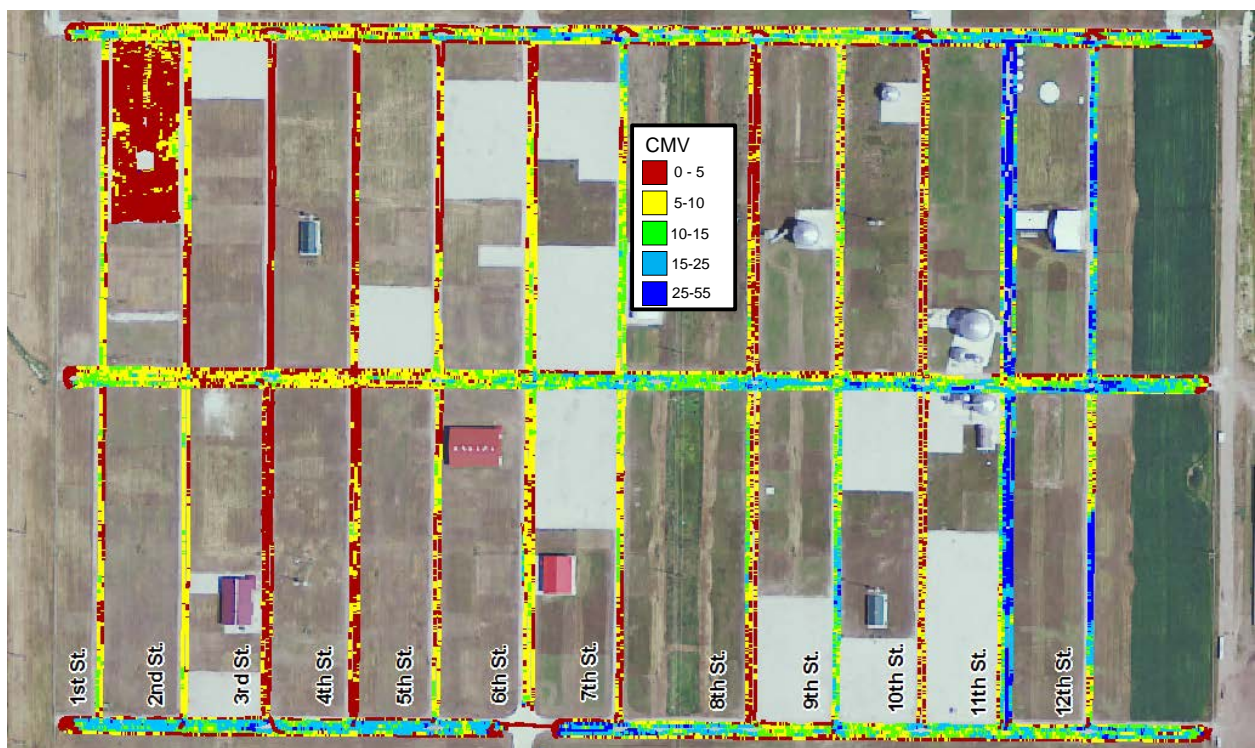 CMV
0 - 5
5-10
10-15
15-25
25-55
1st St.
2nd St.
3rd St.
4th St.
5th St.
6th St.
7th St.
8th St.
9th St.
10th St.
11th St.
12th St.